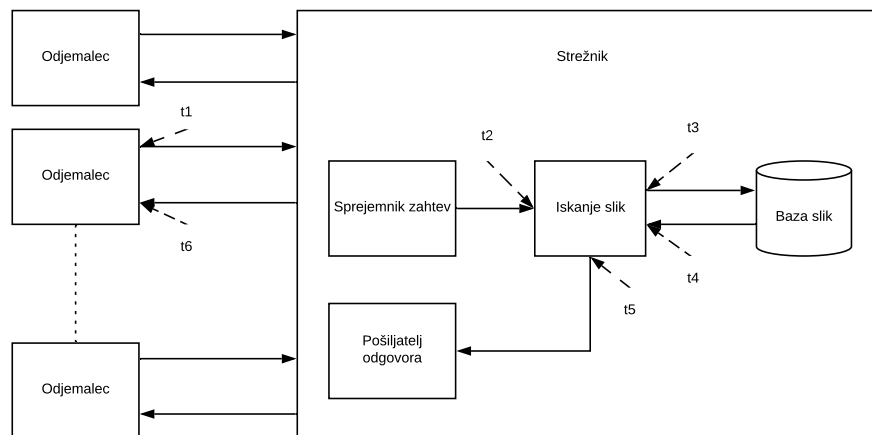 Odjemalec
Strežnik
t1
t2
t3
Odjemalec
Sprejemnik zahtev
Iskanje slik
Baza slik
t6
t4
t5
Pošiljatelj
odgovora
Odjemalec